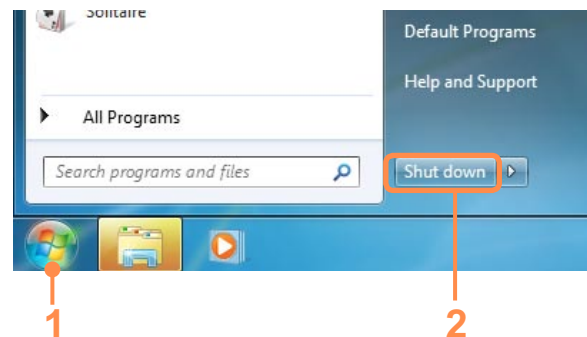 Solitaire
Default Programs
Help and Support
All Programs
Search programs and files
Shut down
1
2